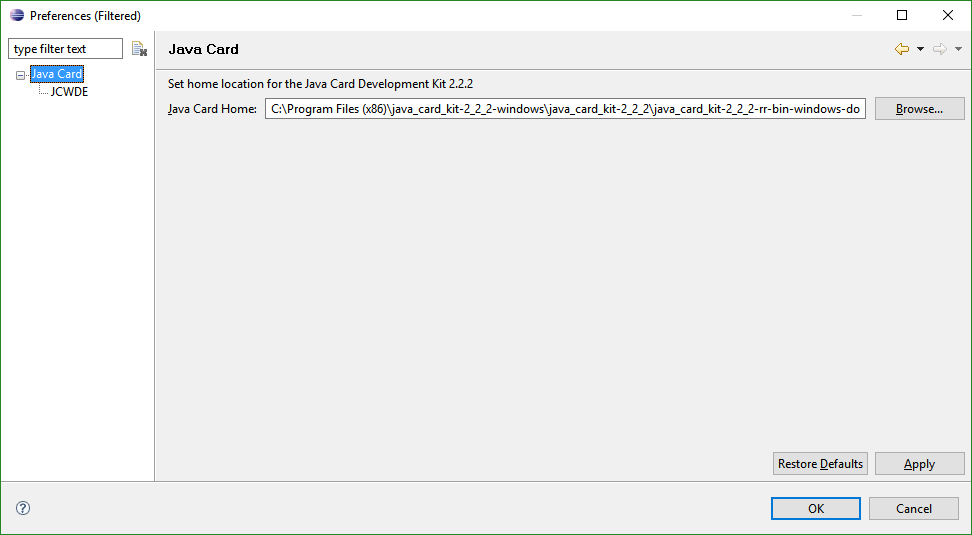 Preferences (Filtered)
type filter text
Java Card
JCWDE
Java Card
Set home location for the Java Card Development Kit 2.2.2
Java Card Home: C:\Program Files (x86)\java_card_kit-2_2_2-windows\java_card_kit-2_2_2\java_card_kit-2_2_2-rr-bin-windows-do Browse...
Restore Defaults Apply
? OK Cancel